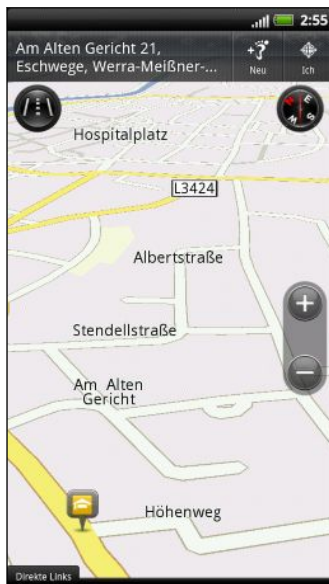 2:55
Am Alten Gericht 21,
Eschwege, Werra-Meißner-...
Neu
Ich
N
E
W
S
Hospitalplatz
L3424
Albertstraße
+
Stendellstraße
−
Am Alten
Gericht
Höhenweg
Direkte Links